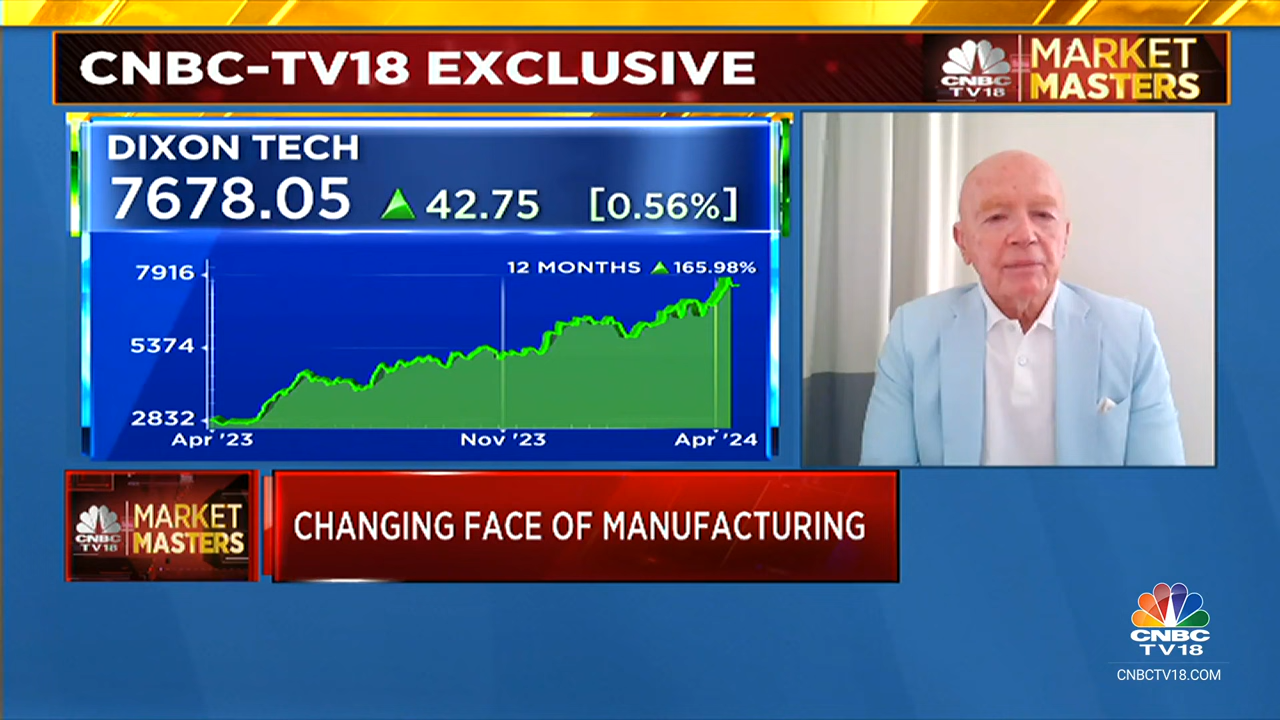 CNBC-TV18 EXCLUSIVE
CNBC
TV18
MARKET
MASTERS
DIXON TECH
7678.05 ▲ 42.75 [0.56%]
12 MONTHS ▲ 165.98%
7916
5374
2832
Apr '23 Nov '23 Apr '24
CNBC
TV18
MARKET
MASTERS
CHANGING FACE OF MANUFACTURING
CNBC
TV18
CNBCTV18.COM